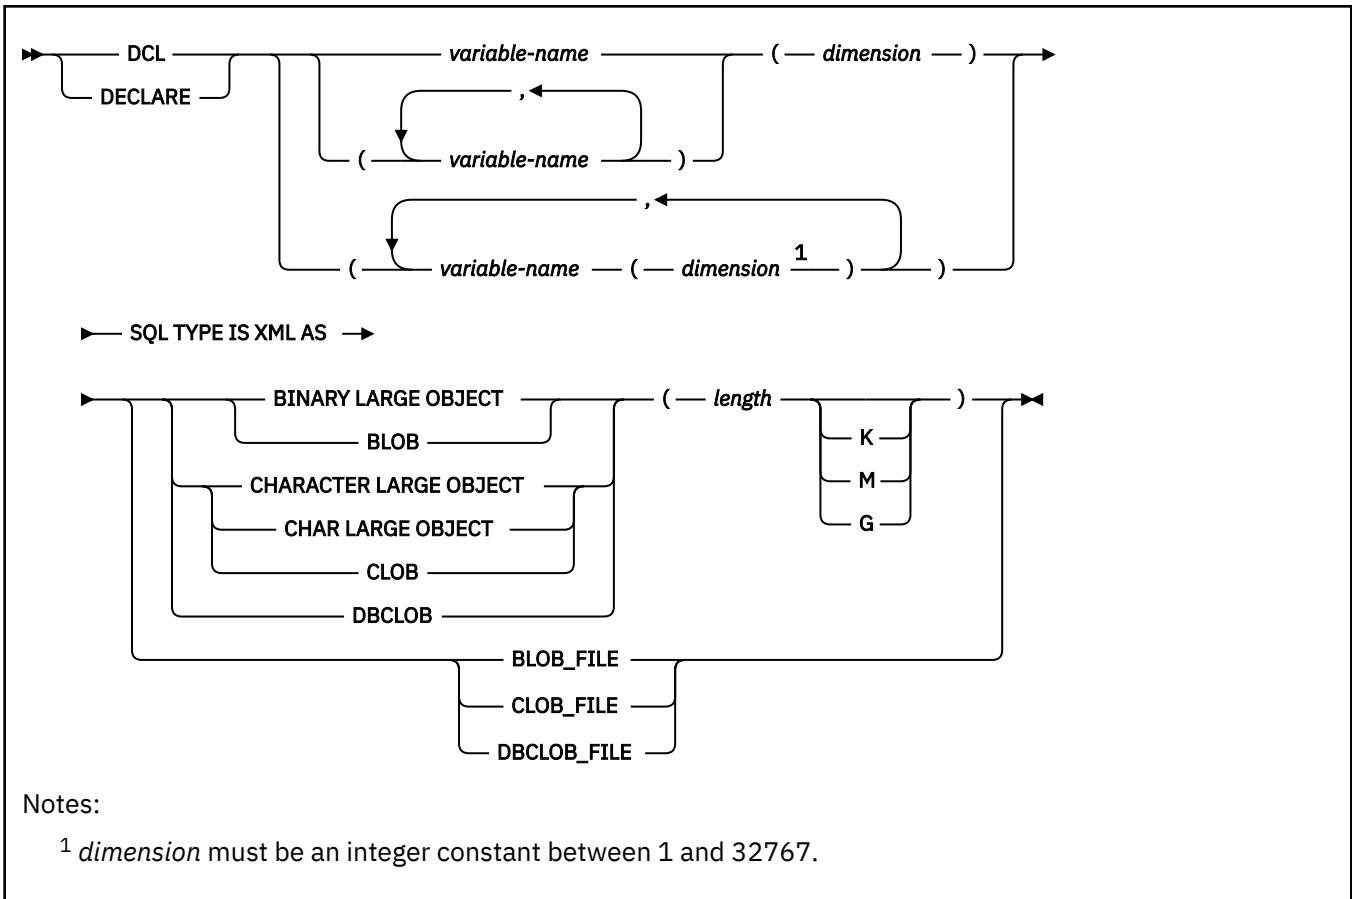 DCL variable-name ( dimension )
DECLARE ,
( variable-name )
,
( variable-name ( dimension 1 ) )
SQL TYPE IS XML AS
BINARY LARGE OBJECT ( length )
BLOB K
CHARACTER LARGE OBJECT M
CHAR LARGE OBJECT G
CLOB
DBCLOB
BLOB_FILE
CLOB_FILE
DBCLOB_FILE
Notes:
1 dimension must be an integer constant between 1 and 32767.